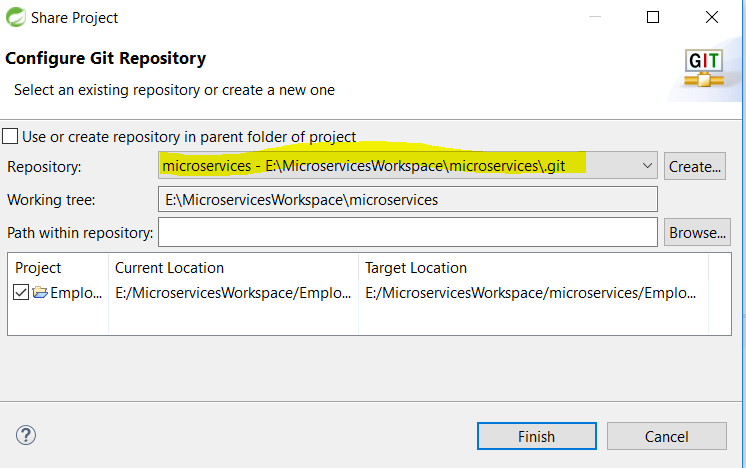 Share Project
Configure Git Repository
GIT
Select an existing repository or create a new one
Use or create repository in parent folder of project
Repository: microservices - E:\MicroservicesWorkspace\microservices\.git Create...
Working tree: E:\MicroservicesWorkspace\microservices
Path within repository: Browse...
Project Current Location Target Location
Emplo... E:/MicroservicesWorkspace/Emplo... E:/MicroservicesWorkspace/microservices/Emplo...
? Finish Cancel